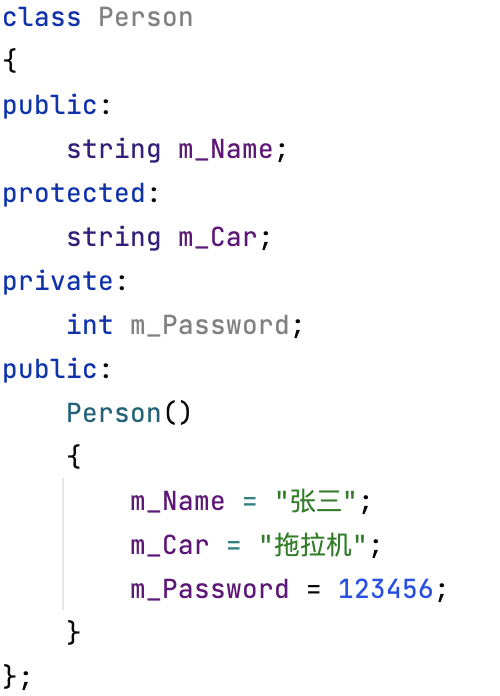 class Person
{
public:
    string m_Name;
protected:
    string m_Car;
private:
    int m_Password;
public:
    Person()
    {
        m_Name = "张三";
        m_Car = "拖拉机";
        m_Password = 123456;
    }
};